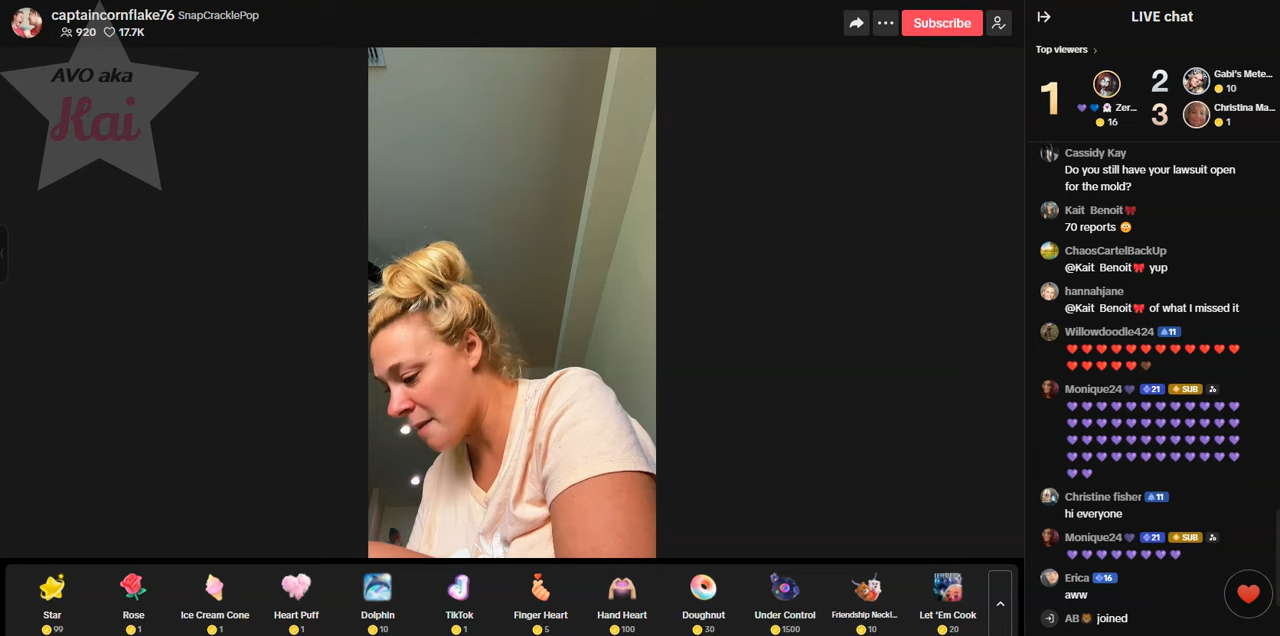 captaincornflake76 SnapCracklePop
920 17.7K
Subscribe
AVO aka
Kai
LIVE chat
Top viewers
1
Zer...
16
2
Gabi's Mete...
10
3
Christina Ma...
1
Cassidy Kay
Do you still have your lawsuit open
for the mold?
Kait Benoit
70 reports
ChaosCartelBackUp
@Kait Benoit yup
hannahjane
@Kait Benoit of what I missed it
Willowdoodle424 11
Monique24 21 SUB
Christine fisher 11
hi everyone
Monique24 21 SUB
Erica 16
aww
AB joined
Star
99
Rose
1
Ice Cream Cone
1
Heart Puff
1
Dolphin
10
TikTok
1
Finger Heart
5
Hand Heart
100
Doughnut
30
Under Control
1500
Friendship Neckl...
10
Let 'Em Cook
20